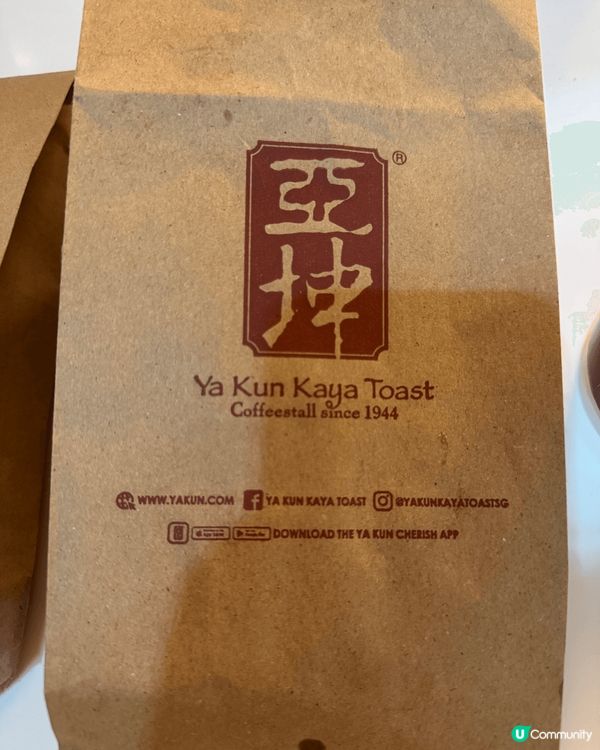 亞坤
®
Ya Kun Kaya Toast
Coffeestall since 1944
WWW.YAKUN.COM YA KUN KAYA TOAST @YAKUNKAYATOASTSG
DOWNLOAD THE YA KUN CHERISH APP
U Community